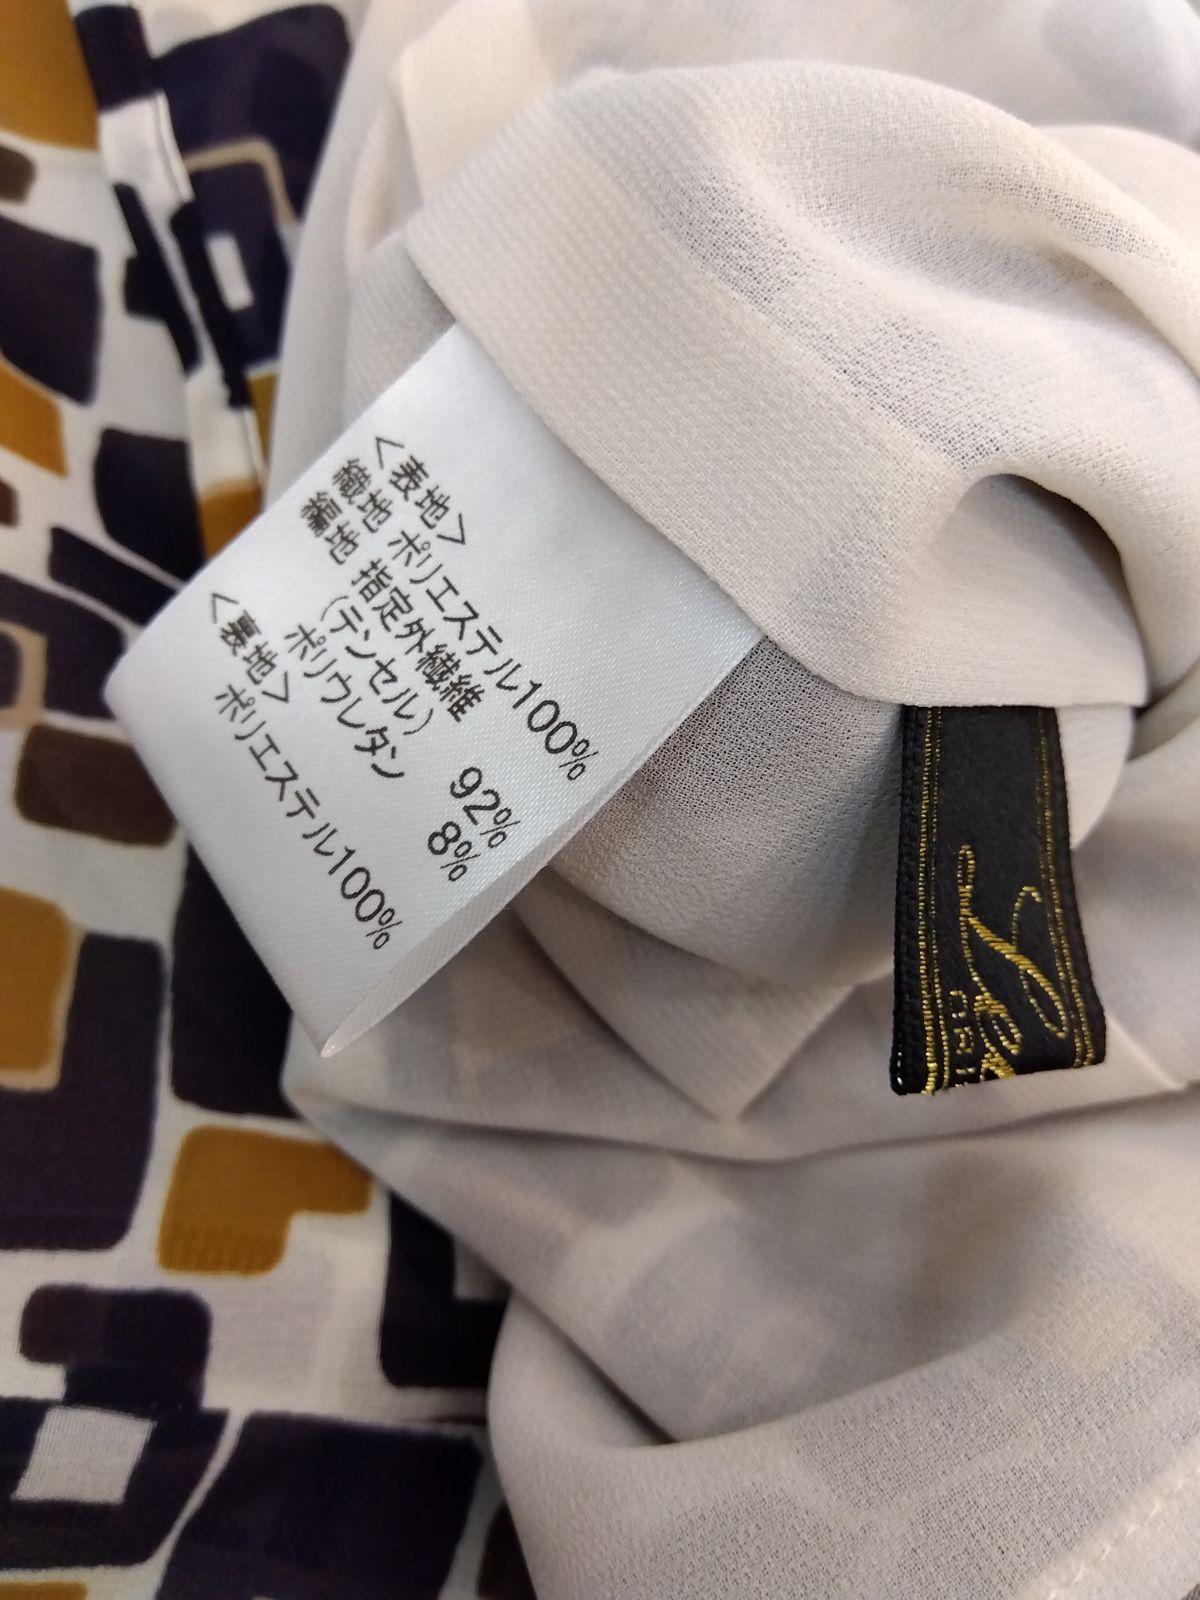 <表地>
織地 ポリエステル100%
編地 指定外繊維
(テンセル) 92%
ポリウレタン 8%
<裏地>
ポリエステル100%